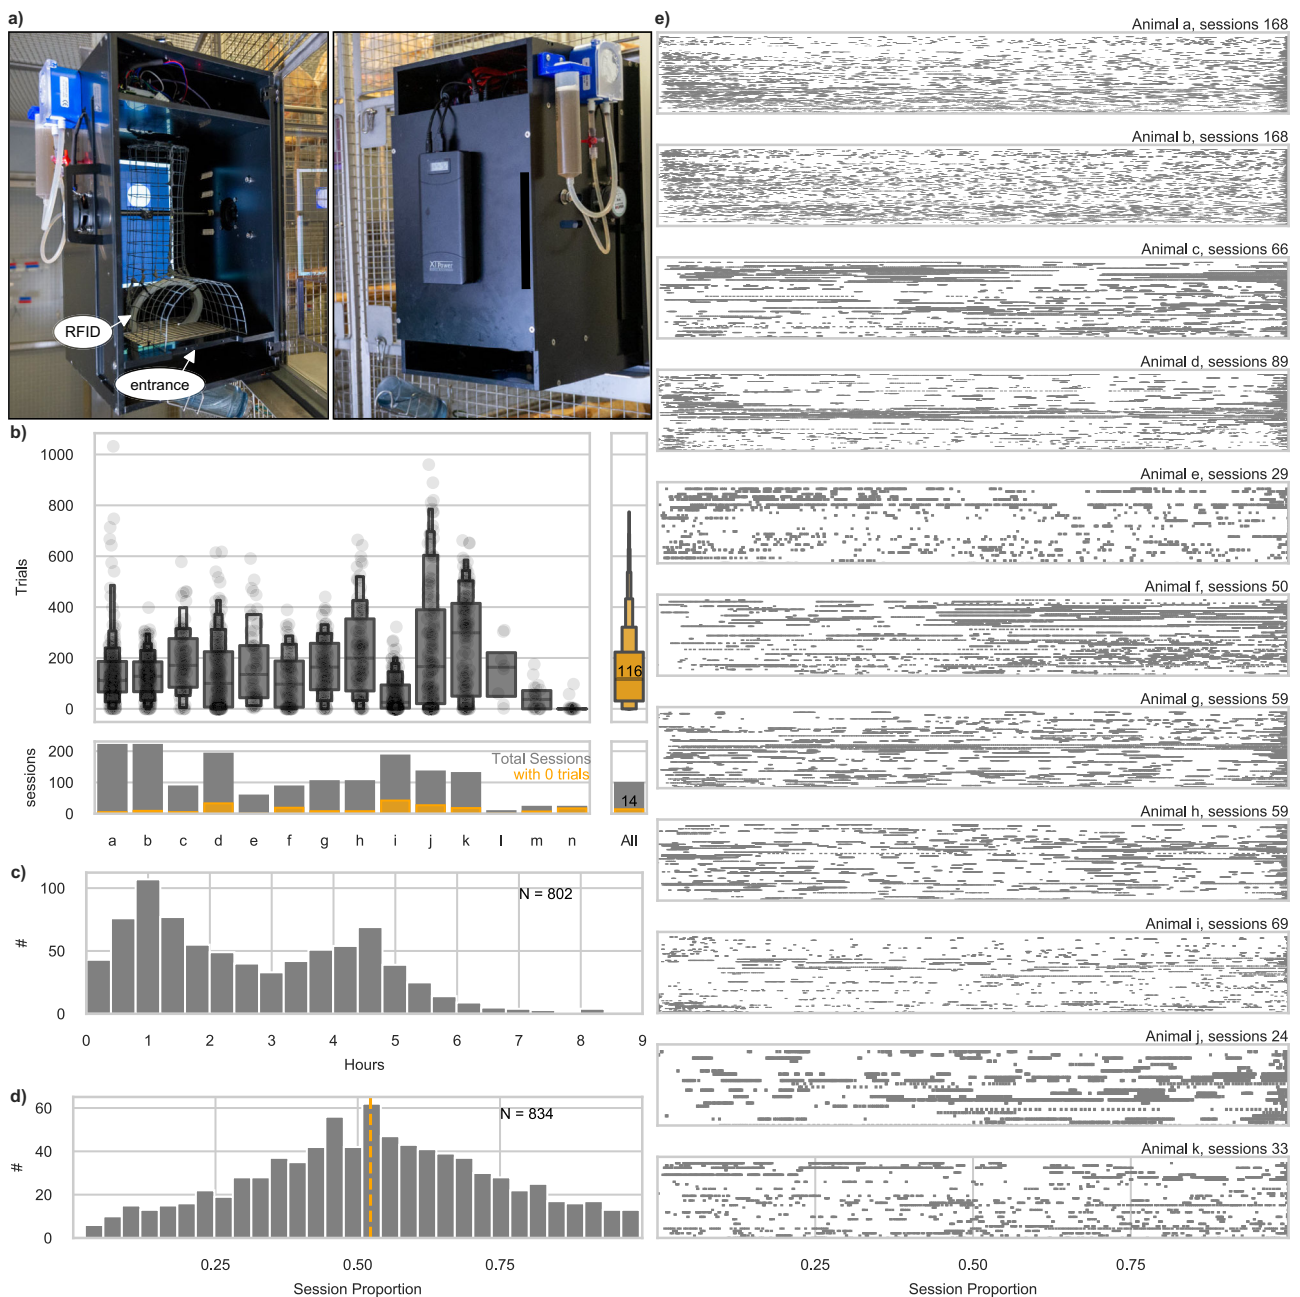 a)
RFID
entrance
XTPower
b)
Trials
1000
800
600
400
200
0
116
sessions
200
100
0
Total Sessions
with 0 trials
14
a b c d e f g h i j k l m n All
c)
#
100
50
0
N = 802
0 1 2 3 4 5 6 7 8 9
Hours
d)
#
60
40
20
0
N = 834
0.25 0.50 0.75
Session Proportion
e)
Animal a, sessions 168
Animal b, sessions 168
Animal c, sessions 66
Animal d, sessions 89
Animal e, sessions 29
Animal f, sessions 50
Animal g, sessions 59
Animal h, sessions 59
Animal i, sessions 69
Animal j, sessions 24
Animal k, sessions 33
0.25 0.50 0.75
Session Proportion